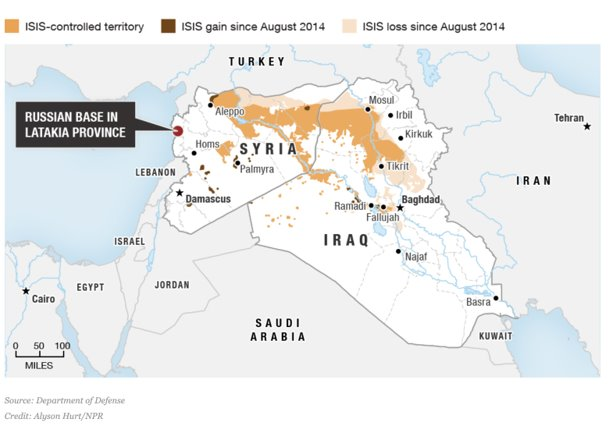 ISIS-controlled territory
ISIS gain since August 2014
ISIS loss since August 2014
TURKEY
RUSSIAN BASE IN
LATAKIA PROVINCE
Aleppo
Mosul
Irbil
Kirkuk
Tehran
Homs
SYRIA
Palmyra
Tikrit
LEBANON
IRAN
Damascus
Ramadi
Baghdad
Fallujah
ISRAEL
IRAQ
Najaf
EGYPT
JORDAN
Cairo
Basra
SAUDI
ARABIA
KUWAIT
0 50 100
MILES
Source: Department of Defense
Credit: Alyson Hurt/NPR